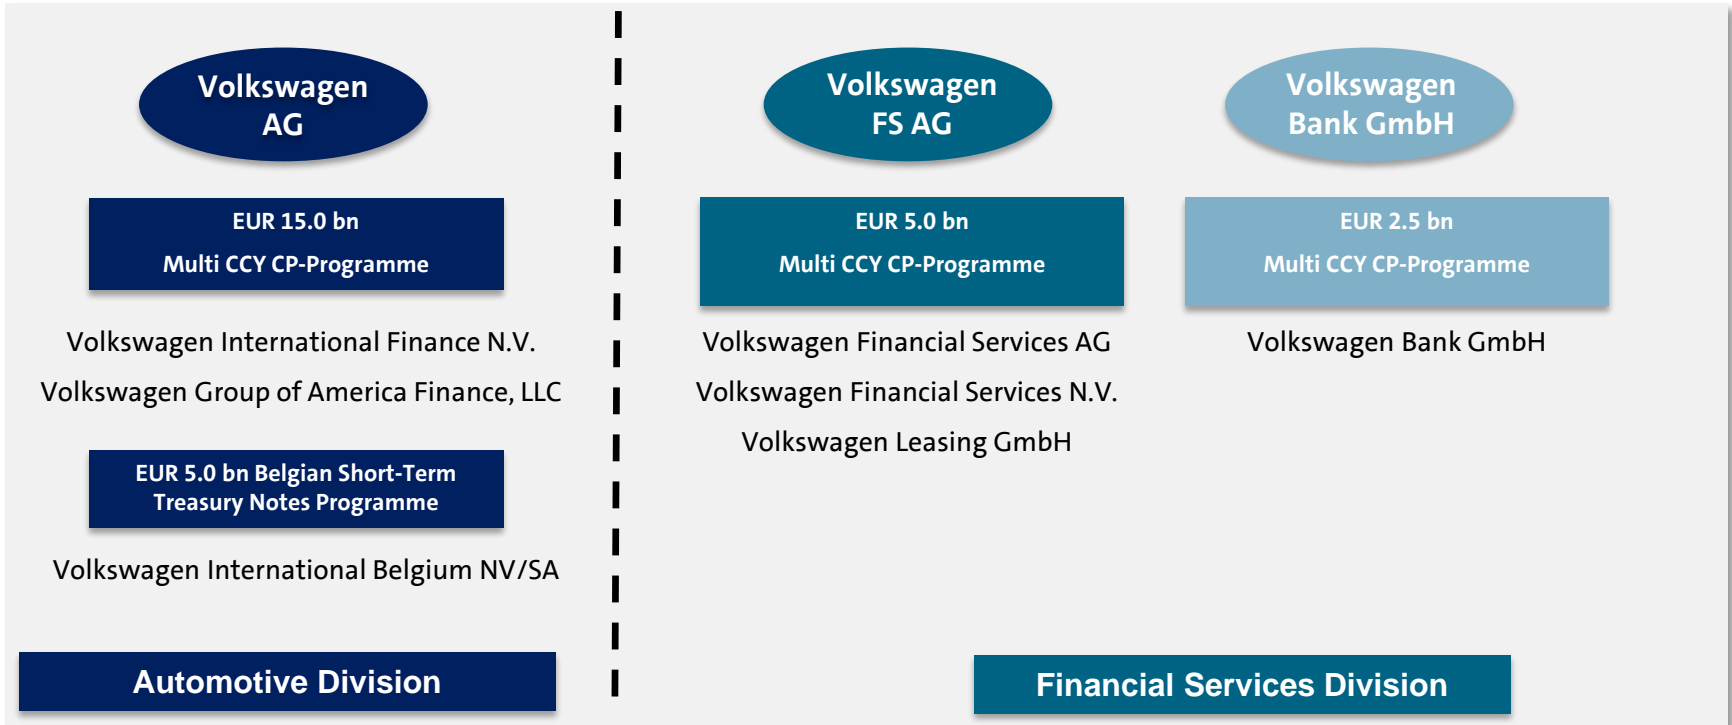 Volkswagen
AG
EUR 15.0 bn
Multi CCY CP-Programme
Volkswagen International Finance N.V.
Volkswagen Group of America Finance, LLC
EUR 5.0 bn Belgian Short-Term
Treasury Notes Programme
Volkswagen International Belgium NV/SA
Automotive Division
Volkswagen
FS AG
EUR 5.0 bn
Multi CCY CP-Programme
Volkswagen Financial Services AG
Volkswagen Financial Services N.V.
Volkswagen Leasing GmbH
Volkswagen
Bank GmbH
EUR 2.5 bn
Multi CCY CP-Programme
Volkswagen Bank GmbH
Financial Services Division